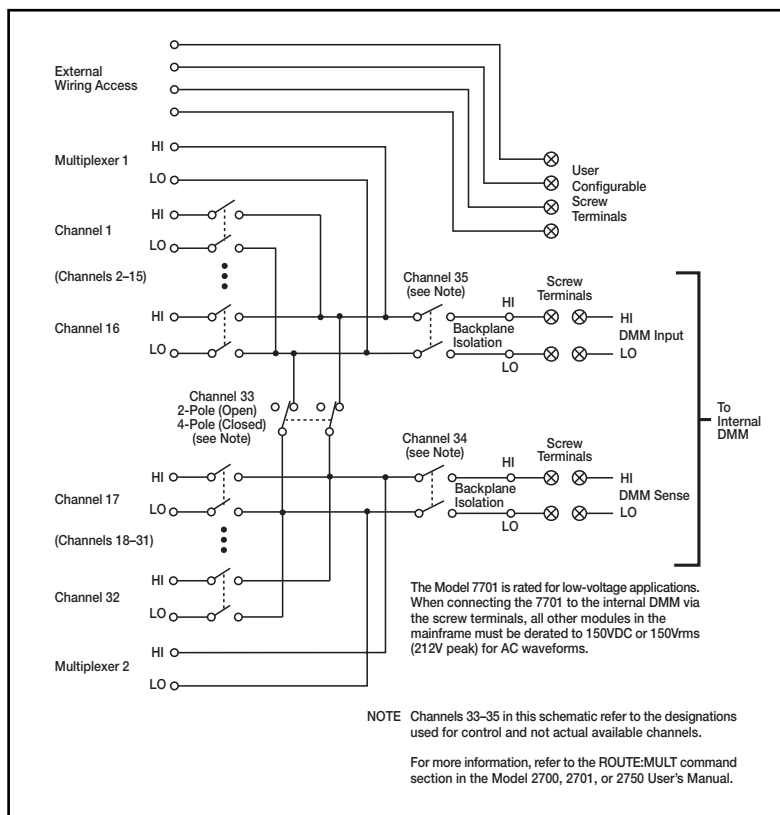 External
Wiring Access
Multiplexer 1
HI
LO
User
Configurable
Screw
Terminals
Channel 1
HI
LO
(Channels 2–15)
Channel 16
HI
LO
Channel 35
(see Note)
HI
Backplane
Isolation
LO
Screw
Terminals
HI
DMM Input
LO
Channel 33
2-Pole (Open)
4-Pole (Closed)
(see Note)
To
Internal
DMM
Channel 17
HI
LO
(Channels 18–31)
Channel 34
(see Note)
HI
Backplane
Isolation
LO
Screw
Terminals
HI
DMM Sense
LO
Channel 32
HI
LO
Multiplexer 2
HI
LO
The Model 7701 is rated for low-voltage applications.
When connecting the 7701 to the internal DMM via
the screw terminals, all other modules in the
mainframe must be derated to 150VDC or 150Vrms
(212V peak) for AC waveforms.
NOTE Channels 33–35 in this schematic refer to the designations
used for control and not actual available channels.
For more information, refer to the ROUTE:MULT command
section in the Model 2700, 2701, or 2750 User's Manual.